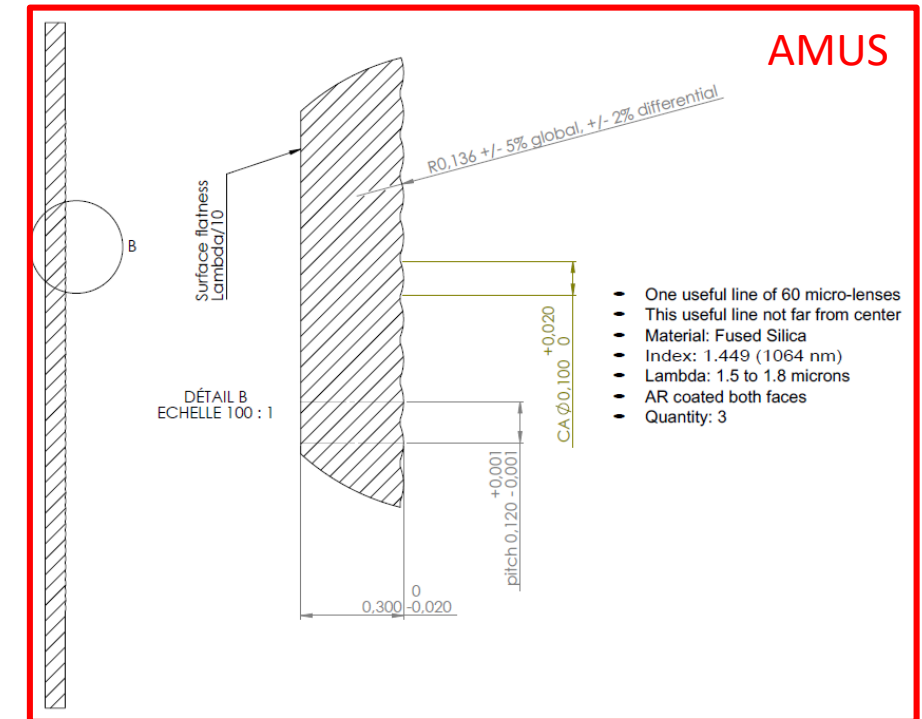 AMUS
R0,136 +/- 5% global, +/- 2% differential
Surface flatness
Lambda/10
B
DÉTAIL B
ECHELLE 100 : 1
+0,020
CA Ø0,100 0
+0,001
pitch 0,120 -0,001
0
0,300 -0,020
One useful line of 60 micro-lenses
This useful line not far from center
Material: Fused Silica
Index: 1.449 (1064 nm)
Lambda: 1.5 to 1.8 microns
AR coated both faces
Quantity: 3